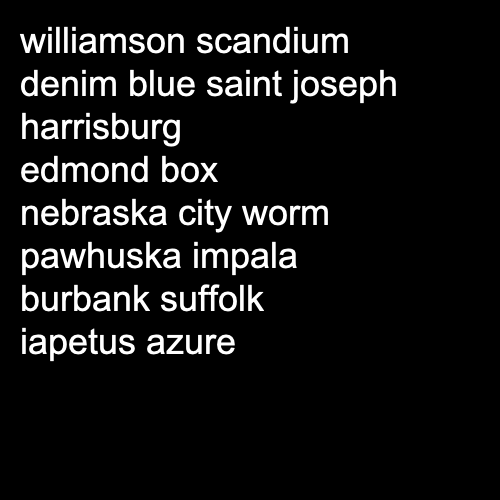 williamson scandium
denim blue saint joseph
harrisburg
edmond box
nebraska city worm
pawhuska impala
burbank suffolk
iapetus azure